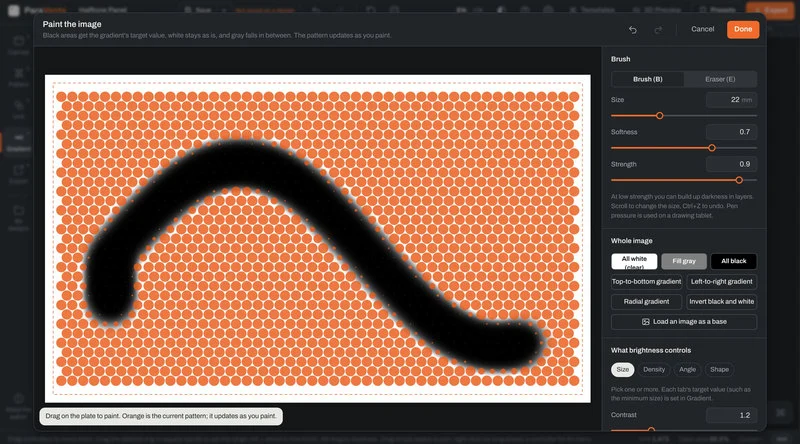 Paint the image
Black areas get the gradient's target value, white stays as is, and gray falls in between. The pattern updates as you paint.
Cancel
Done
Brush
Brush (B)
Eraser (E)
Size
22 mm
Softness
0.7
Strength
0.9
At low strength you can build up darkness in layers.
Scroll to change the size, Ctrl+Z to undo. Pen
pressure is used on a drawing tablet.
Whole image
All white
(clear)
Fill gray
All black
Top-to-bottom gradient
Left-to-right gradient
Radial gradient
Invert black and white
Load an image as a base
What brightness controls
Size
Density
Angle
Shape
Pick one or more. Each tab's target value (such as
the minimum size) is set in Gradient.
Contrast
1.2
Drag on the plate to paint. Orange is the current pattern; it updates as you paint.